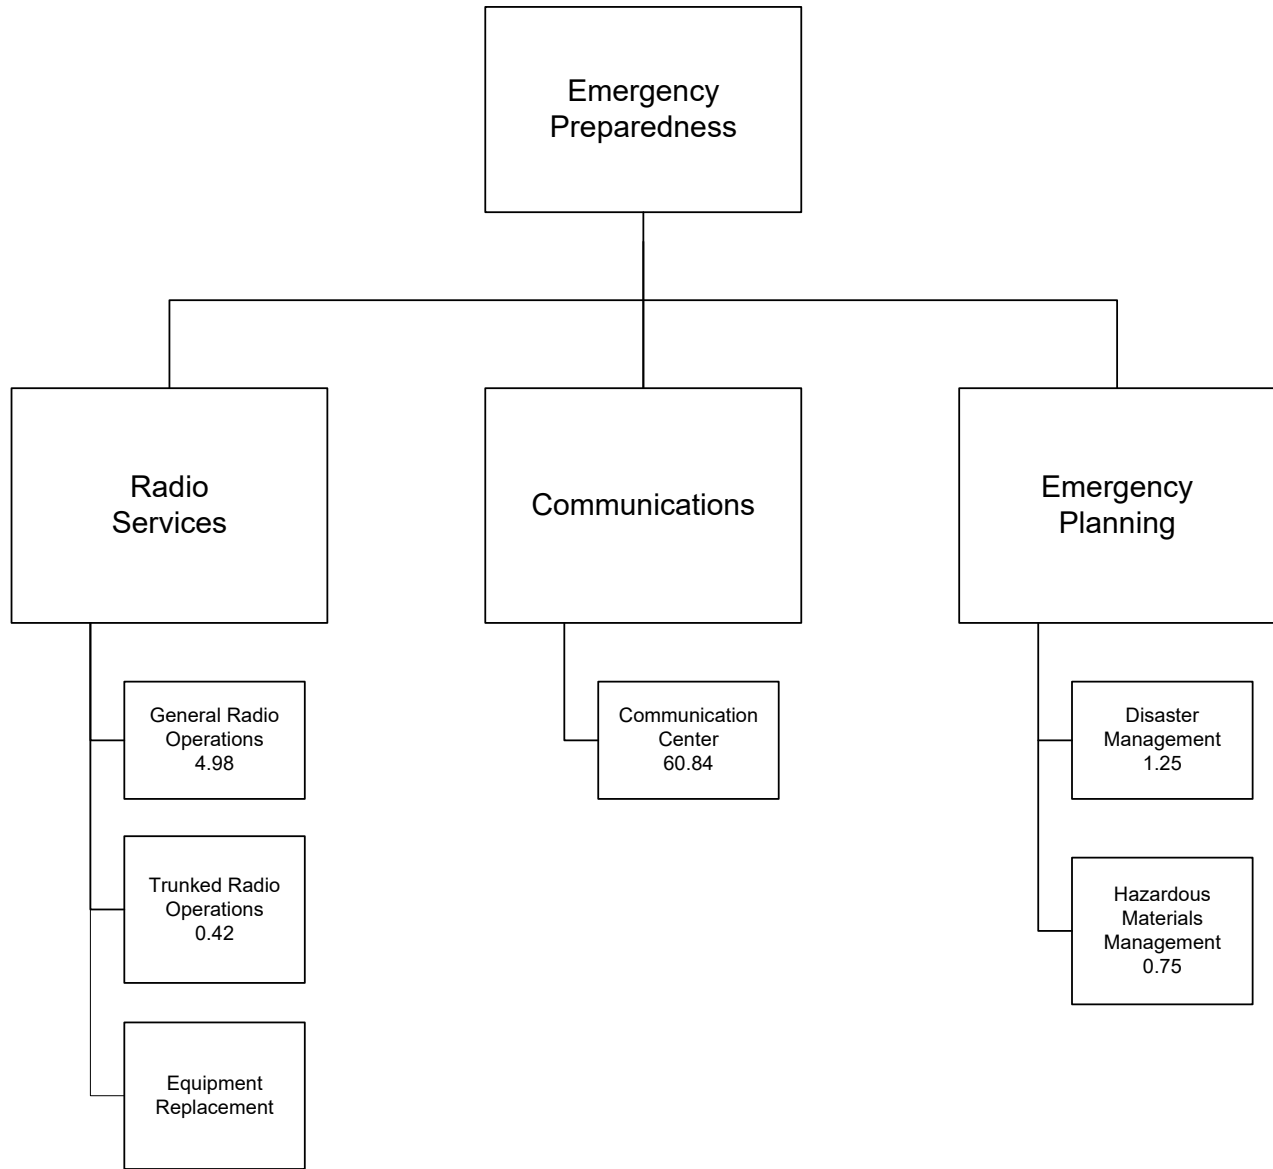 Emergency
Preparedness
Radio
Services
Communications
Emergency
Planning
General Radio
Operations
4.98
Communication
Center
60.84
Disaster
Management
1.25
Trunked Radio
Operations
0.42
Hazardous
Materials
Management
0.75
Equipment
Replacement